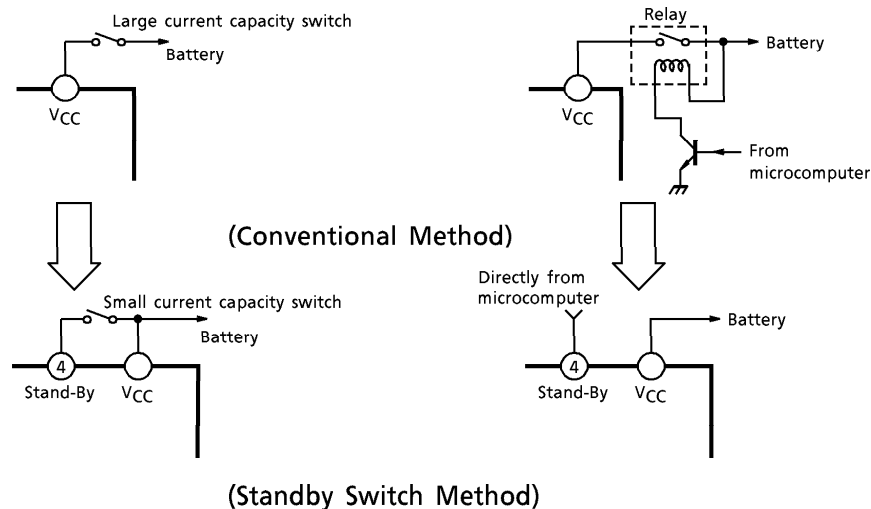 Large current capacity switch
Battery
VCC
Relay
Battery
VCC
From
microcomputer
(Conventional Method)
Small current capacity switch
Battery
4
Stand-By
VCC
Directly from
microcomputer
Battery
4
Stand-By
VCC
(Standby Switch Method)